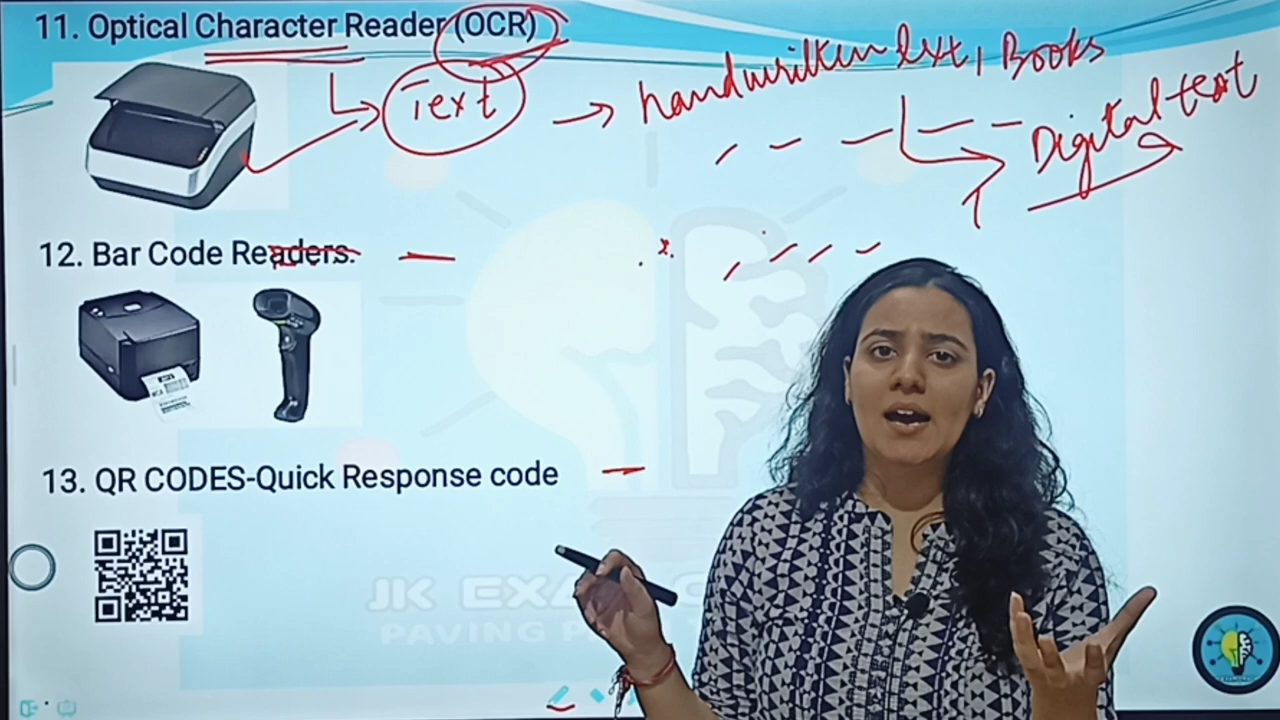 11. Optical Character Reader (OCR)
Text → handwritten text, Books
Digital text
12. Bar Code Readers.
13. QR CODES-Quick Response code
JK EXA
PAVING P